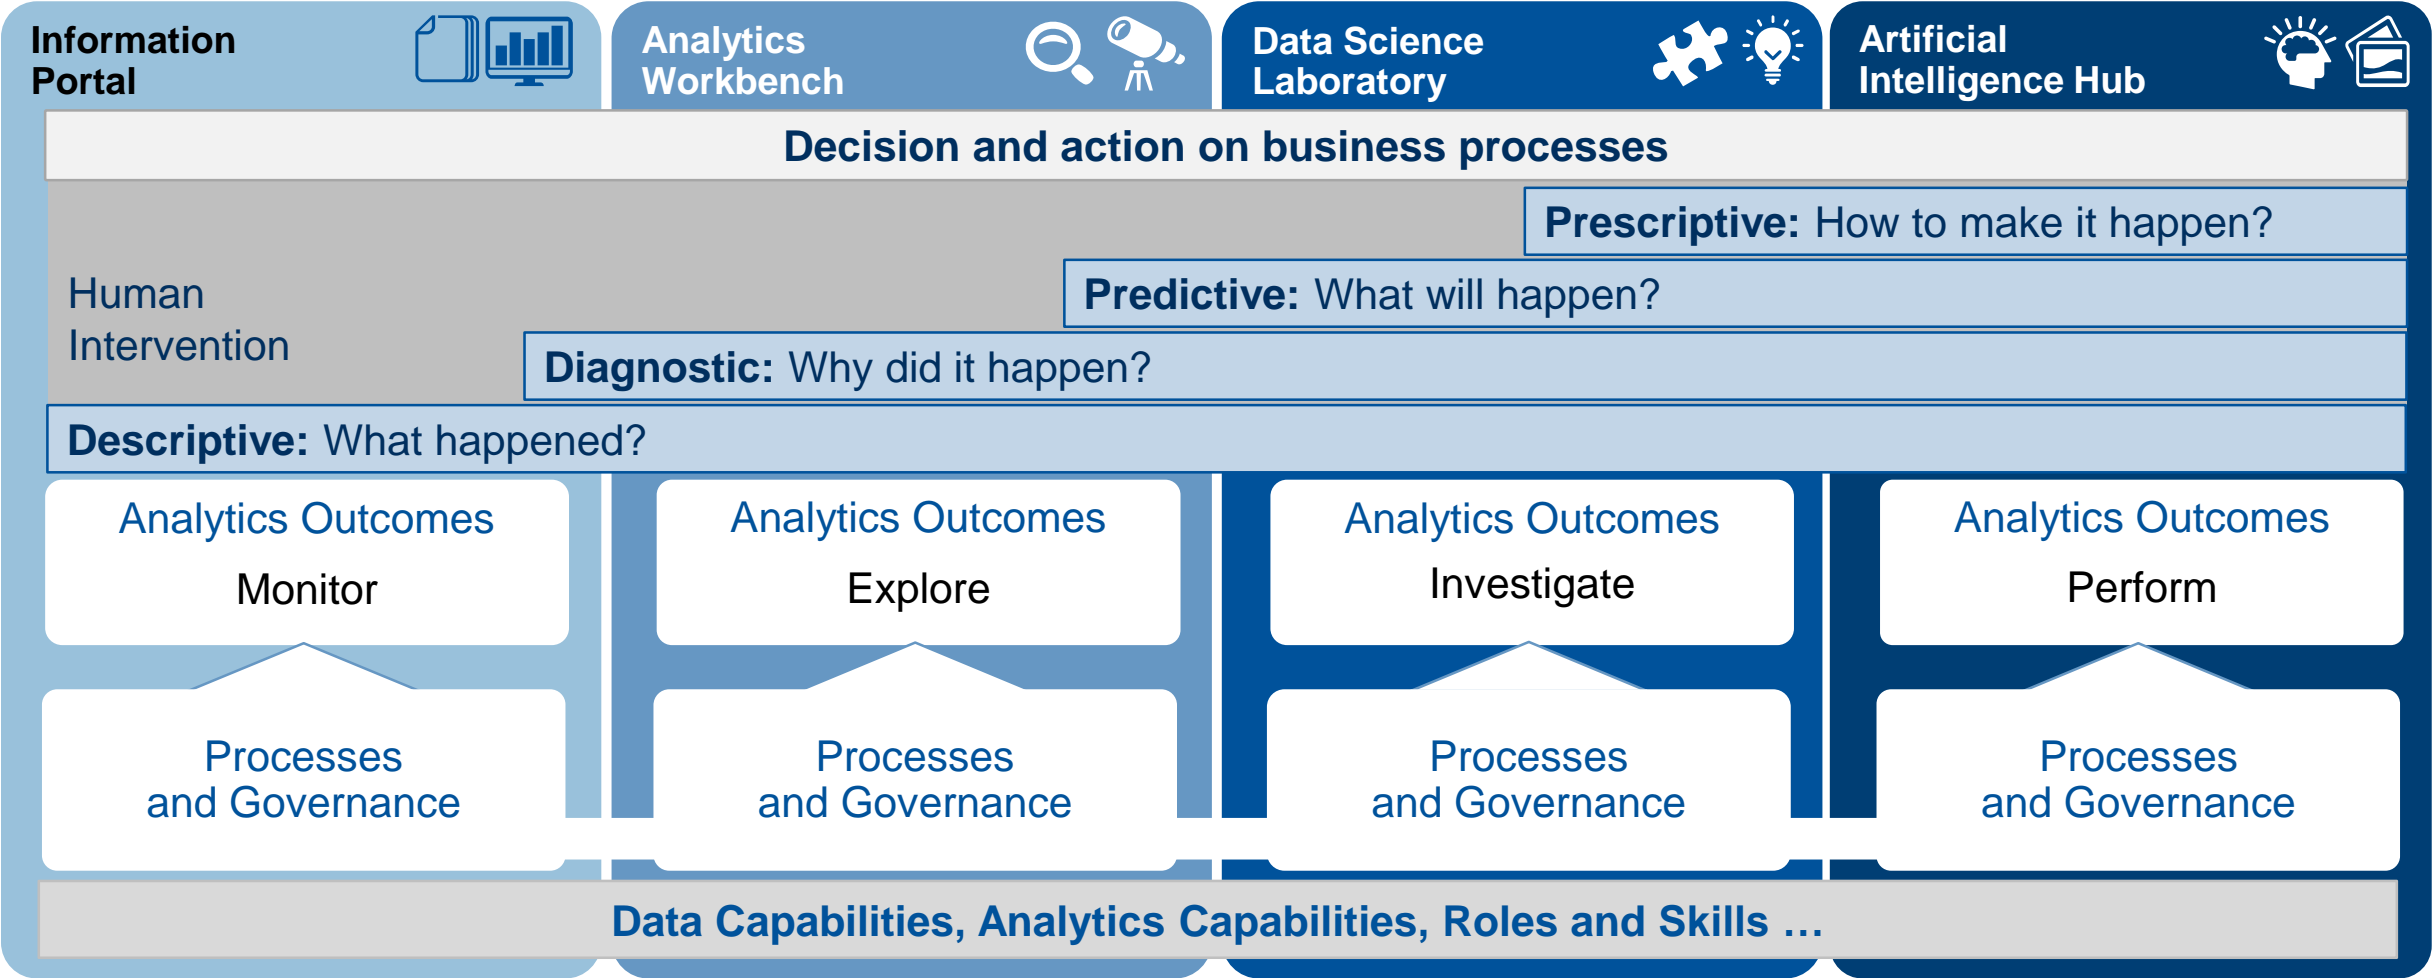 Information
Portal
Analytics
Workbench
Data Science
Laboratory
Artificial
Intelligence Hub
Decision and action on business processes
Prescriptive: How to make it happen?
Predictive: What will happen?
Human
Intervention
Diagnostic: Why did it happen?
Descriptive: What happened?
Analytics Outcomes
Monitor
Analytics Outcomes
Explore
Analytics Outcomes
Investigate
Analytics Outcomes
Perform
Processes
and Governance
Processes
and Governance
Processes
and Governance
Processes
and Governance
Data Capabilities, Analytics Capabilities, Roles and Skills …